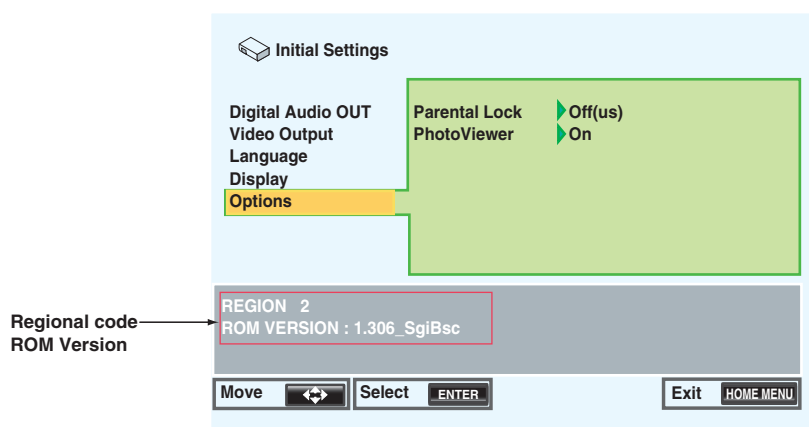 Initial Settings
Digital Audio OUT
Video Output
Language
Display
Options
Parental Lock Off(us)
PhotoViewer On
Regional code
ROM Version
REGION 2
ROM VERSION : 1.306_SgiBsc
Move
Select ENTER
Exit HOME MENU